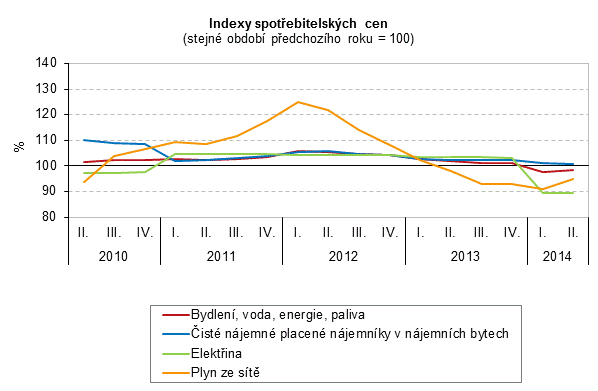 Indexy spotřebitelských cen
(stejné období předchozího roku = 100)
140
130
120
110
100
90
80
%
II. III. IV. I. II. III. IV. I. II. III. IV. I. II. III. IV. I. II.
2010 2011 2012 2013 2014
Bydlení, voda, energie, paliva
Čisté nájemné placené nájemníky v nájemních bytech
Elektřina
Plyn ze sítě